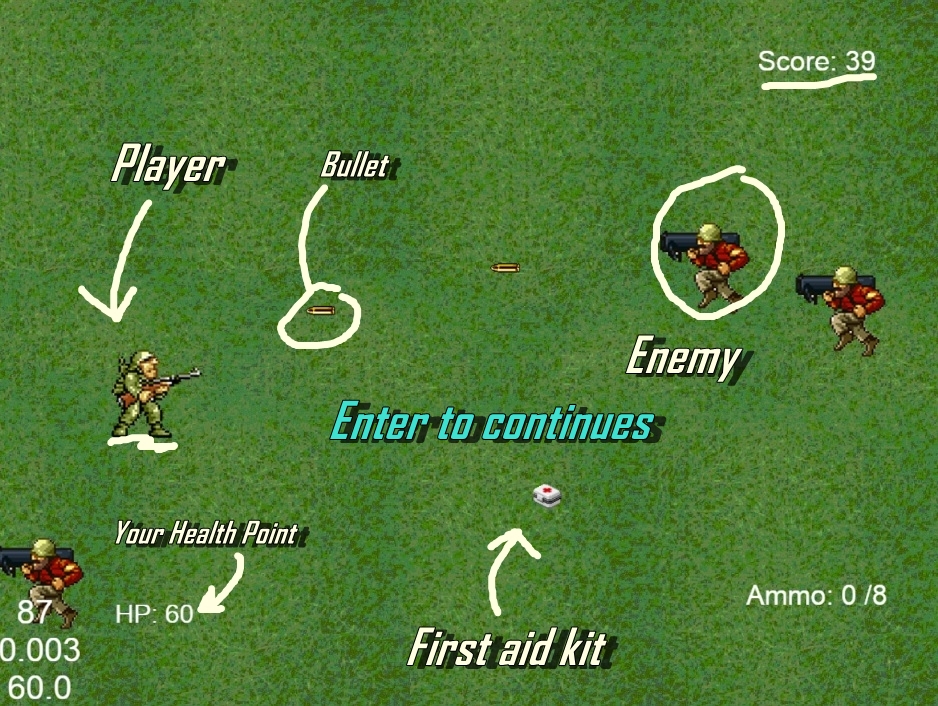 Score: 39
Player
Bullet
Enemy
Enter to continues
Your Health Point
87
HP: 60
Ammo: 0 /8
0.003
First aid kit
60.0